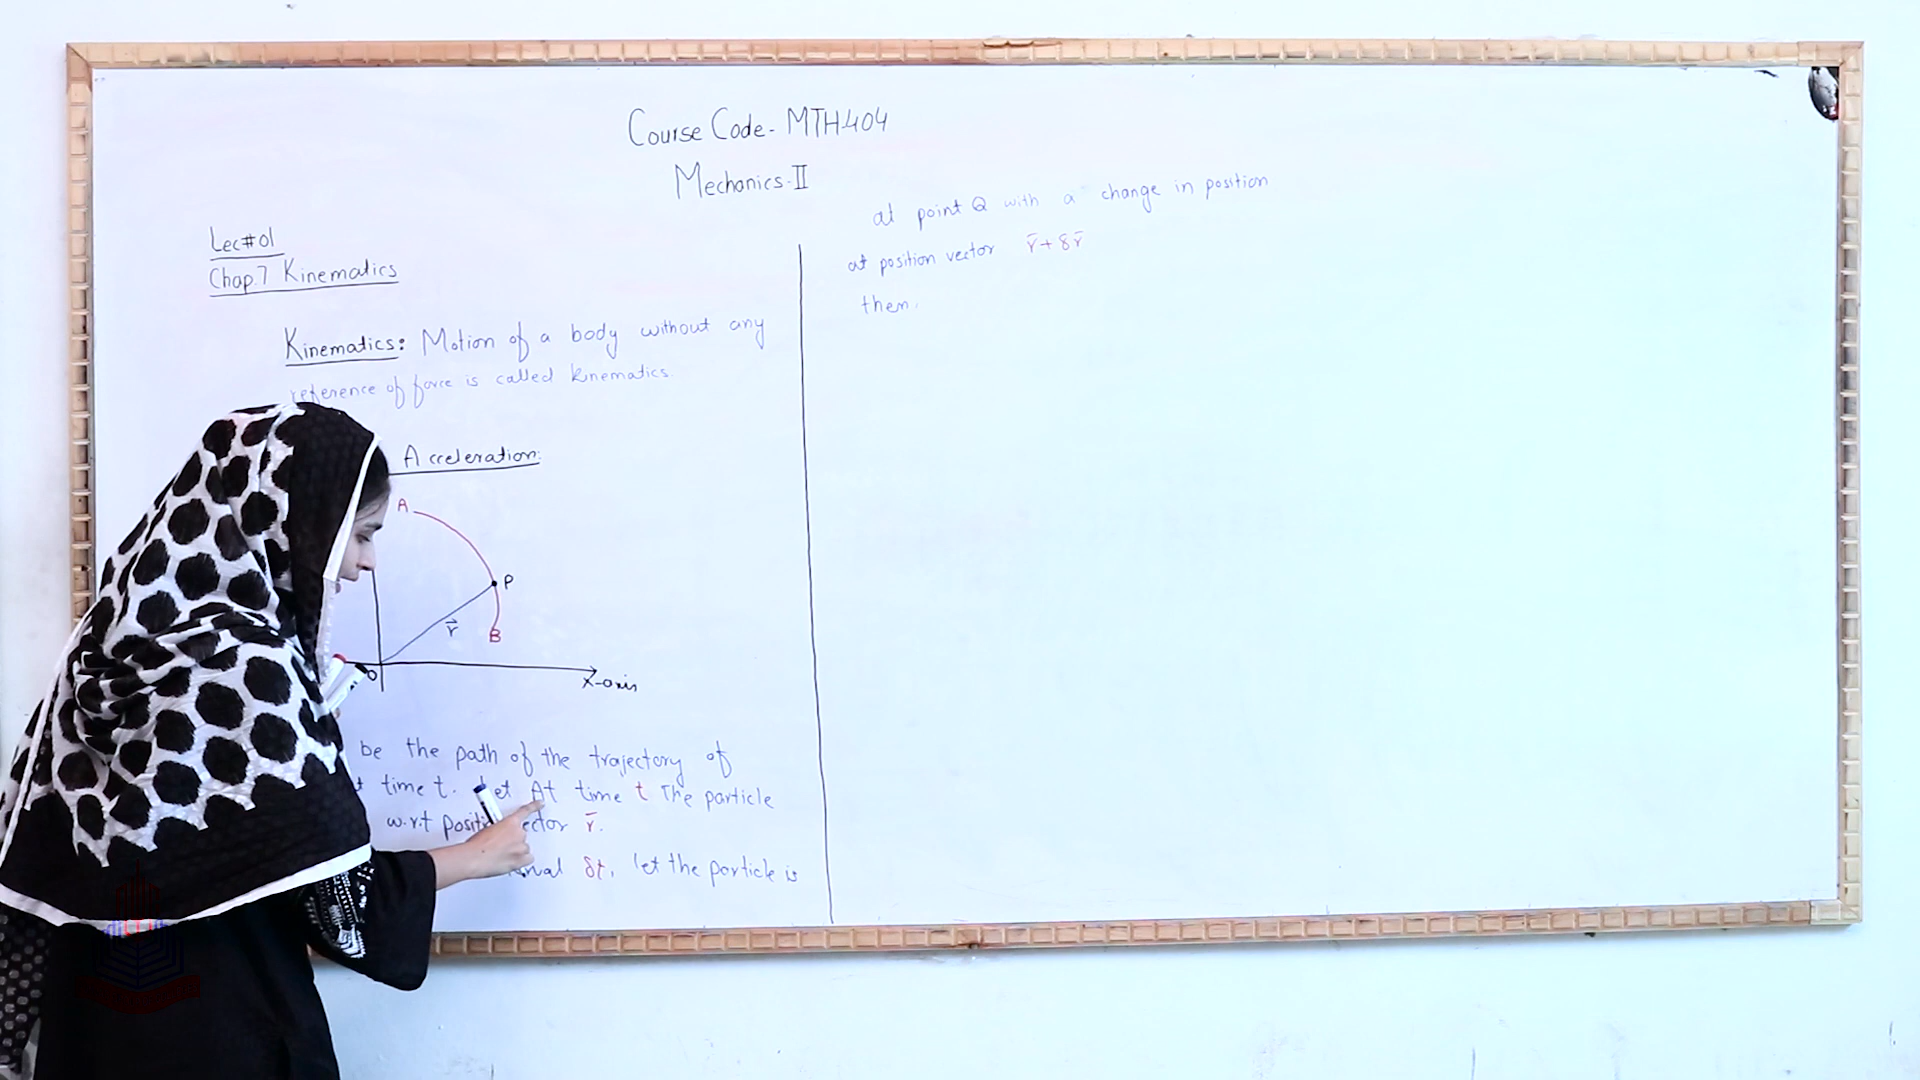 Course Code- MTH404
Mechanics-II
Lec#01
Chap.7 Kinematics
Kinematics: Motion of a body without any
reference of force is called kinematics.
Acceleration:
A
P
r
B
O
X-axis
be the path of the trajectory of
time t. Let At time t The particle
w.r.t vector r̄.
δt, let the particle is
at point Q with a change in position
at position vector r̄+δr̄
then.